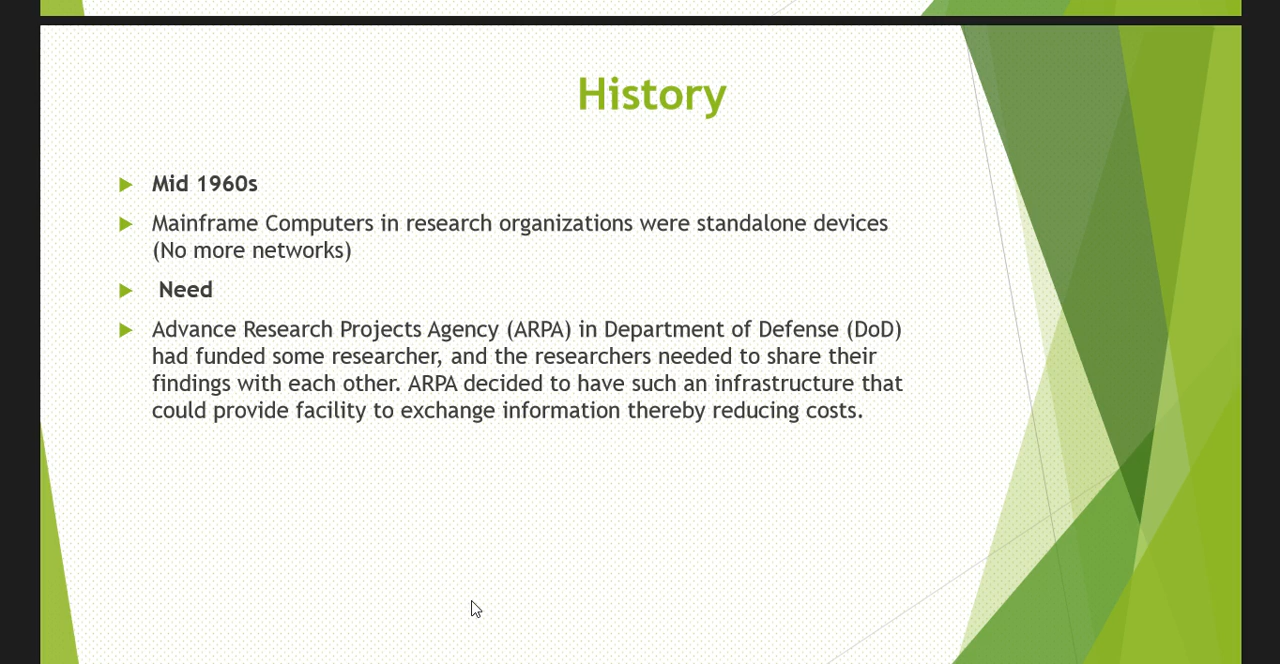 History
Mid 1960s
Mainframe Computers in research organizations were standalone devices
(No more networks)
Need
Advance Research Projects Agency (ARPA) in Department of Defense (DoD)
had funded some researcher, and the researchers needed to share their
findings with each other. ARPA decided to have such an infrastructure that
could provide facility to exchange information thereby reducing costs.